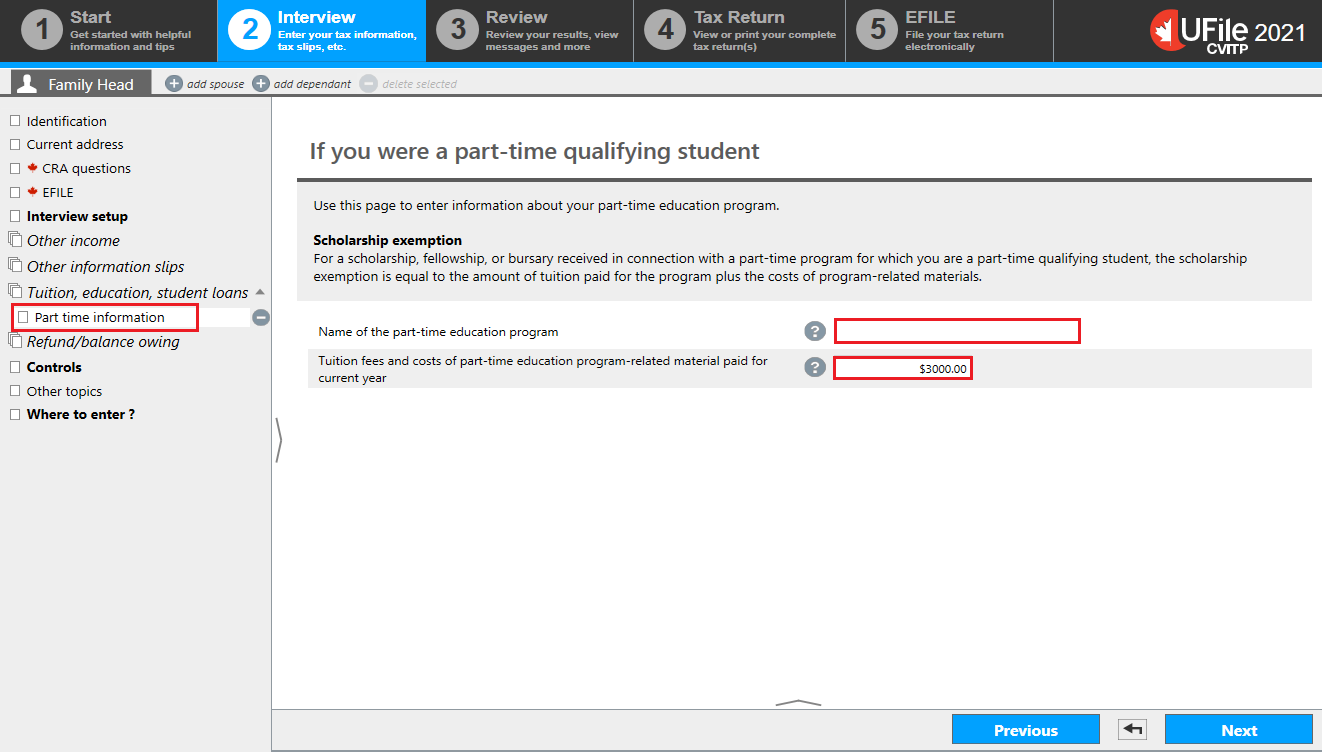 1 Start
Get started with helpful
information and tips
2 Interview
Enter your tax information,
tax slips, etc.
3 Review
Review your results, view
messages and more
4 Tax Return
View or print your complete
tax return(s)
5 EFILE
File your tax return
electronically
UFile 2021
CVITP
Family Head
add spouse
add dependant
delete selected
Identification
Current address
CRA questions
EFILE
Interview setup
Other income
Other information slips
Tuition, education, student loans
Part time information
Refund/balance owing
Controls
Other topics
Where to enter ?
If you were a part-time qualifying student
Use this page to enter information about your part-time education program.
Scholarship exemption
For a scholarship, fellowship, or bursary received in connection with a part-time program for which you are a part-time qualifying student, the scholarship
exemption is equal to the amount of tuition paid for the program plus the costs of program-related materials.
Name of the part-time education program ?
Tuition fees and costs of part-time education program-related material paid for
current year
? $3000.00
Previous
Next